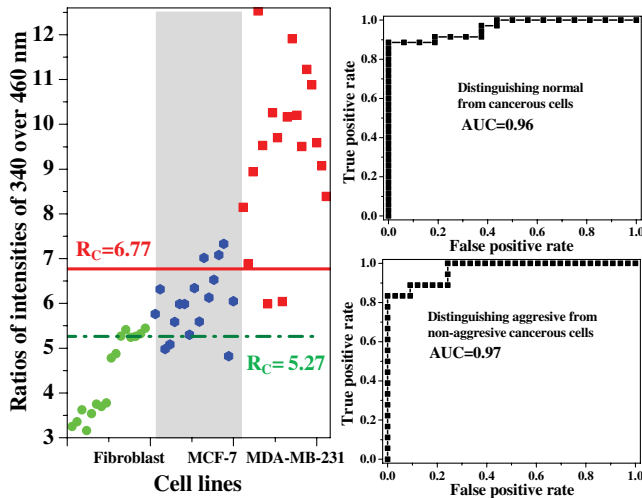 Ratios of intensities of 340 over 460 nm
12
11
10
9
8
7
6
5
4
3
R_C=6.77
R_C= 5.27
Fibroblast MCF-7 MDA-MB-231
Cell lines
True positive rate
1.0
0.8
0.6
0.4
0.2
0.0
Distinguishing normal
from cancerous cells
AUC=0.96
0.0 0.2 0.4 0.6 0.8 1.0
False positive rate
True positive rate
1.0
0.8
0.6
0.4
0.2
0.0
Distinguishing aggresive from
non-aggresive cancerous cells
AUC=0.97
0.0 0.2 0.4 0.6 0.8 1.0
False positive rate